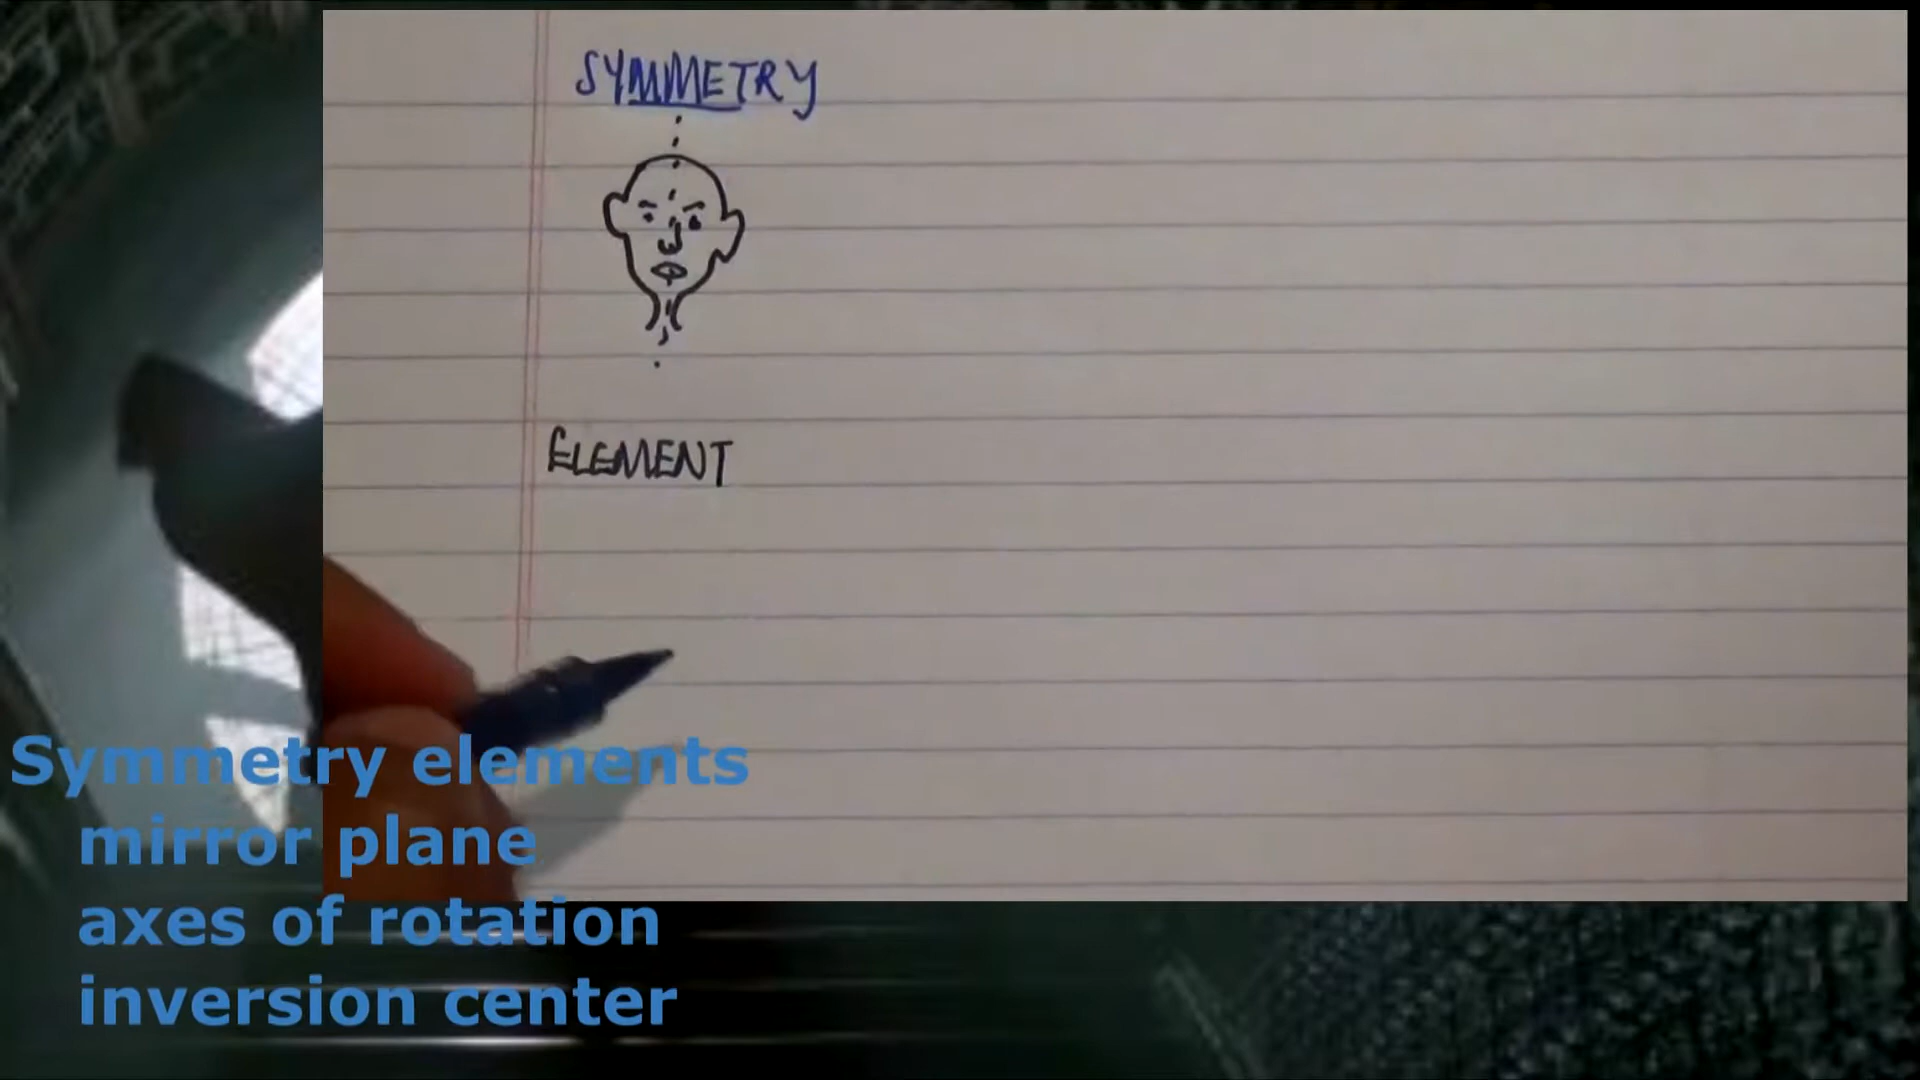 SYMMETRY
ELEMENT
Symmetry elements
mirror plane
axes of rotation
inversion center